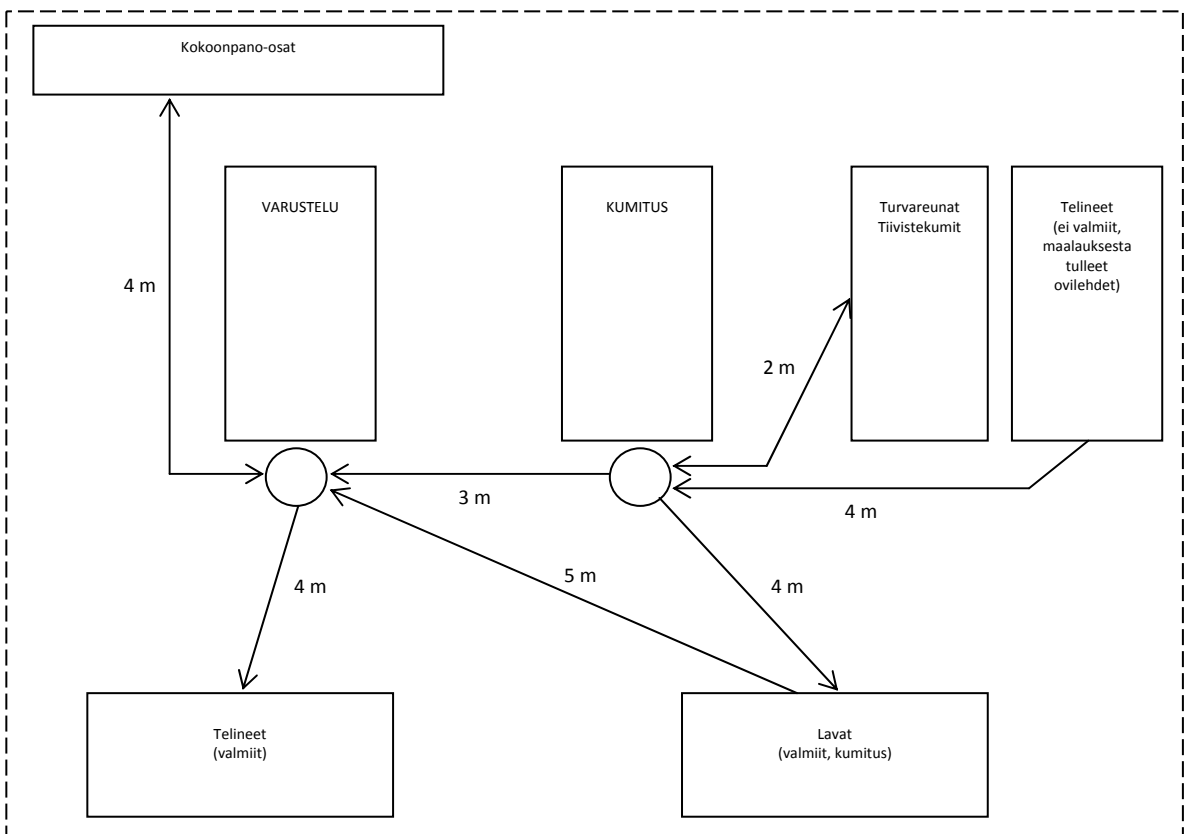 Kokoonpano-osat
VARUSTELU
KUMITUS
Turvareunat
Tiivistekumit
Telineet
(ei valmiit,
maalauksesta
tulleet
ovilehdet)
4 m
2 m
3 m
4 m
4 m
5 m
4 m
Telineet
(valmiit)
Lavat
(valmiit, kumitus)